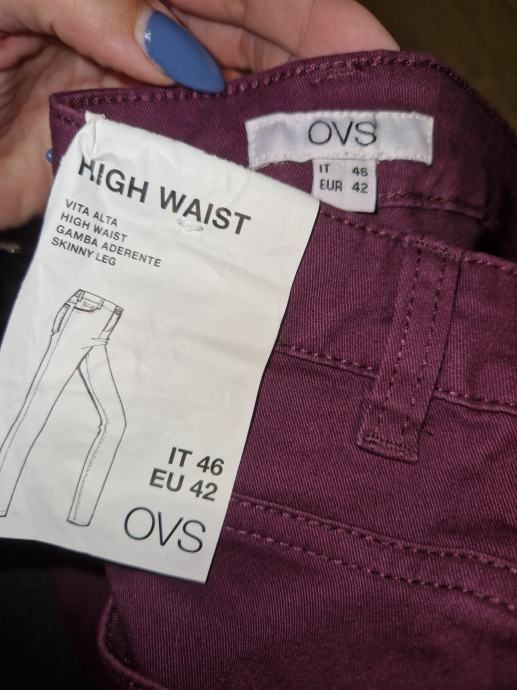 OVS
IT 46
EUR 42
HIGH WAIST
VITA ALTA
HIGH WAIST
GAMBA ADERENTE
SKINNY LEG
IT 46
EU 42
OVS